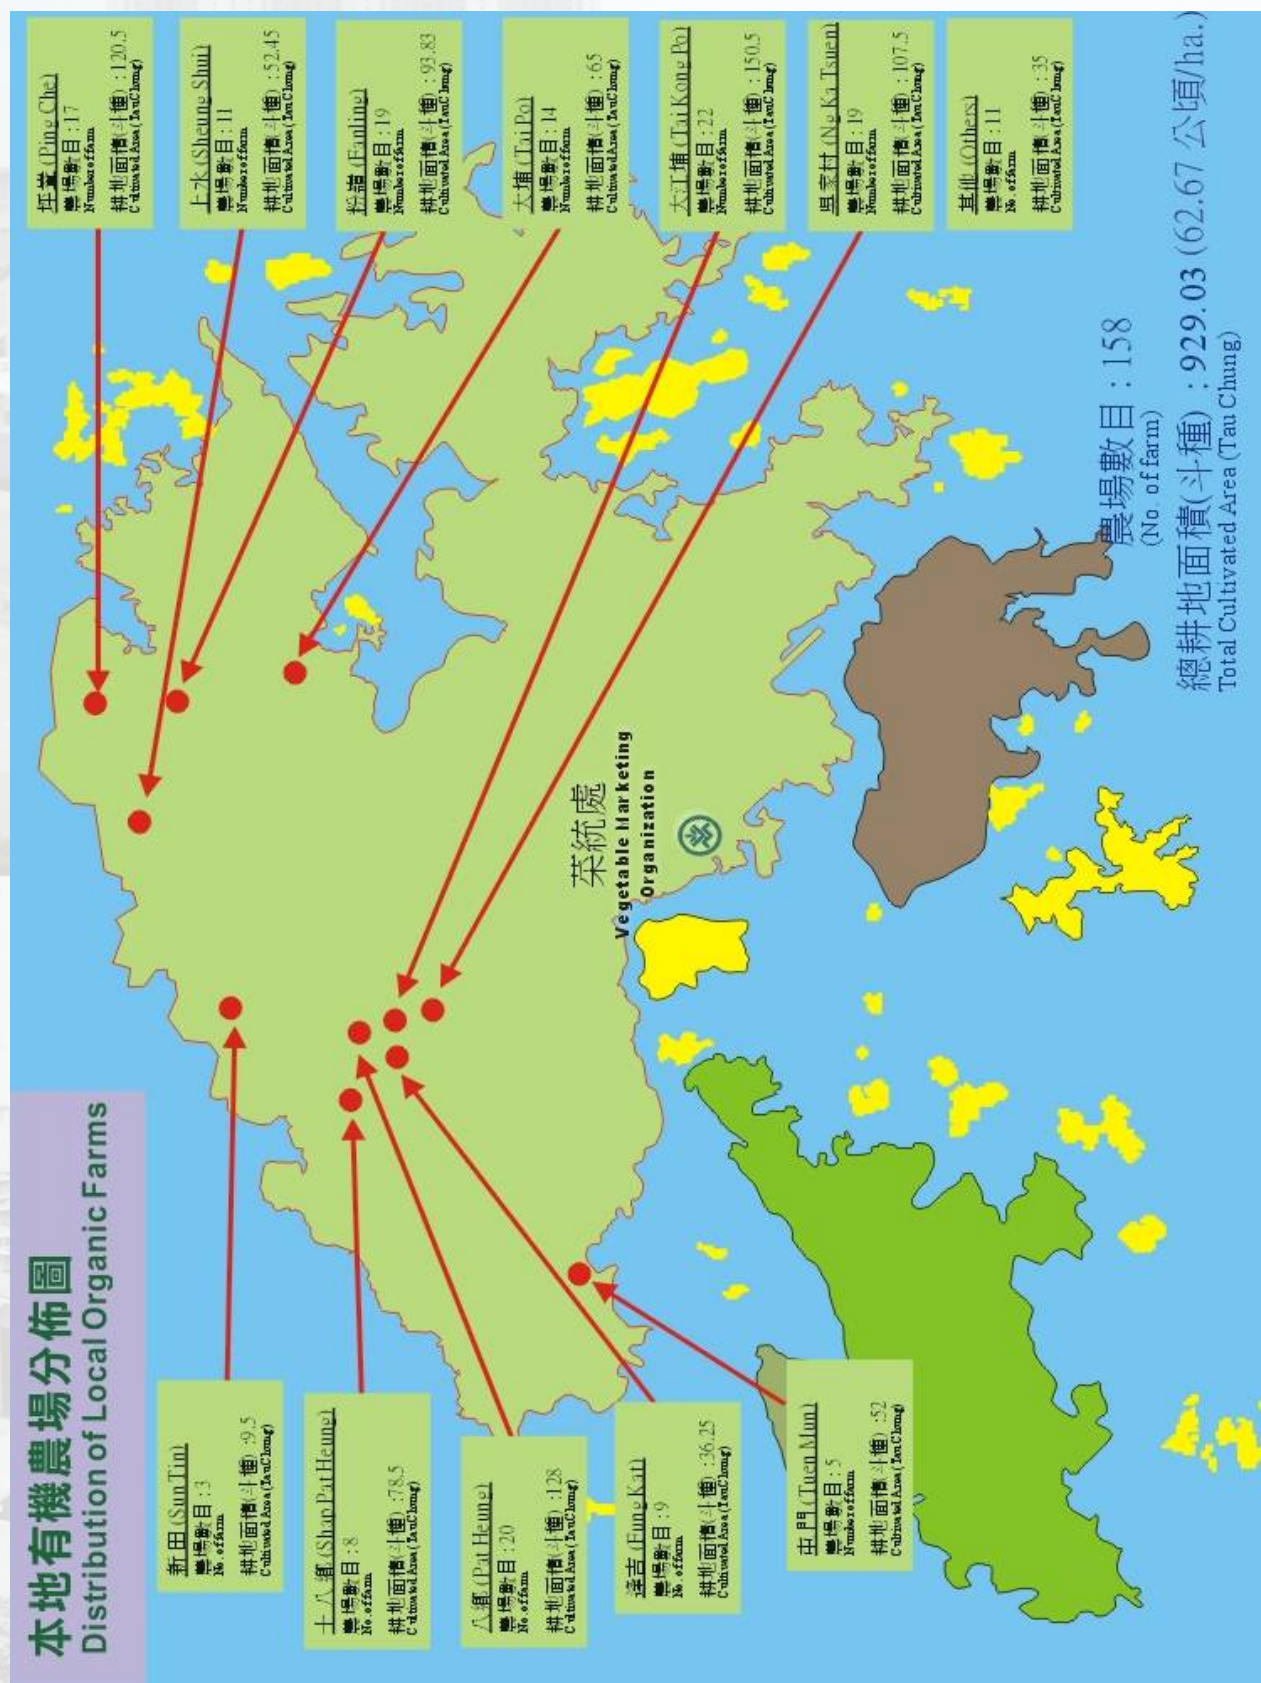 本地有機農場分佈圖
Distribution of Local Organic Farms
新田 (Sun Tin)
農場數目 : 3
No. of farm
耕地面積(斗種) :9.5
Cultivated Area (Tau Chung)
十八鄉 (Shap Pat Heung)
農場數目 : 8
No. of farm
耕地面積(斗種) :78.5
Cultivated Area (Tau Chung)
八鄉 (Pat Heung)
農場數目 : 20
No. of farm
耕地面積(斗種) :128
Cultivated Area (Tau Chung)
逢吉 (Fung Kat)
農場數目 : 9
No. of farm
耕地面積(斗種) :36.25
Cultivated Area (Tau Chung)
屯門 (Tuen Mun)
農場數目 : 5
Number of farm
耕地面積(斗種) :52
Cultivated Area (Tau Chung)
菜統處
Vegetable Marketing
Organization
坪輋 (Ping Che)
農場數目 : 17
Number of farm
耕地面積(斗種) : 120.5
Cultivated Area (Tau Chung)
上水 (Sheung Shui)
農場數目 : 11
Number of farm
耕地面積(斗種) : 52.45
Cultivated Area (Tau Chung)
粉嶺 (Fanling)
農場數目 : 19
Number of farm
耕地面積(斗種) : 93.83
Cultivated Area (Tau Chung)
大埔 (Tai Po)
農場數目 : 14
Number of farm
耕地面積(斗種) : 65
Cultivated Area (Tau Chung)
大江埔 (Tai Kong Po)
農場數目 : 22
Number of farm
耕地面積(斗種) : 150.5
Cultivated Area (Tau Chung)
吳家村 (Ng Ka Tsuen)
農場數目 : 19
Number of farm
耕地面積(斗種) : 107.5
Cultivated Area (Tau Chung)
其他 (Others)
農場數目 : 11
No. of farm
耕地面積(斗種) : 35
Cultivated Area (Tau Chung)
農場數目 : 158
(No. of farm)
總耕地面積(斗種) : 929.03 (62.67 公頃/ha.)
Total Cultivated Area (Tau Chung)